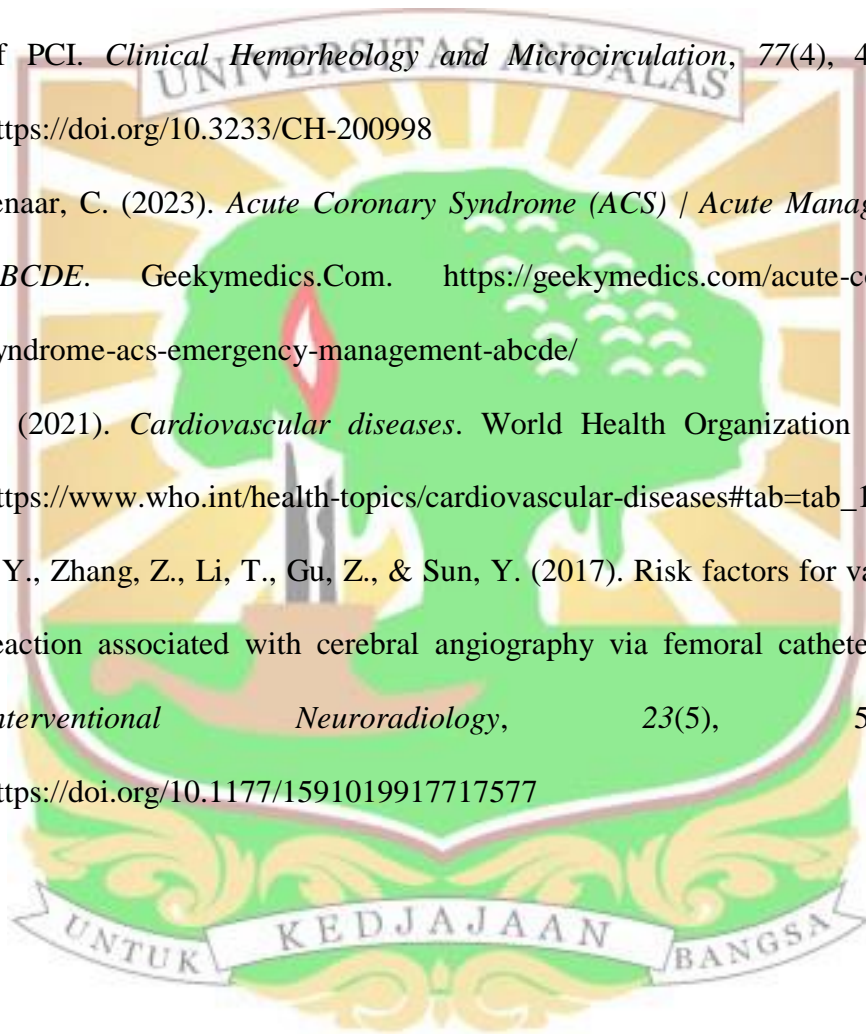 f PCI. Clinical Hemorheology and Microcirculation, 77(4), 4
UNIVERSITAS ANDALAS
ttps://doi.org/10.3233/CH-200998
enaar, C. (2023). Acute Coronary Syndrome (ACS) | Acute Manag
BCDE. Geekymedics.Com. https://geekymedics.com/acute-c
yndrome-acs-emergency-management-abcde/
(2021). Cardiovascular diseases. World Health Organization
ttps://www.who.int/health-topics/cardiovascular-diseases#tab=tab_1
Y., Zhang, Z., Li, T., Gu, Z., & Sun, Y. (2017). Risk factors for va
eaction associated with cerebral angiography via femoral cathete
nterventional Neuroradiology, 23(5), 5
ttps://doi.org/10.1177/1591019917717577
UNTUK KEDJAJAAN BANGSA